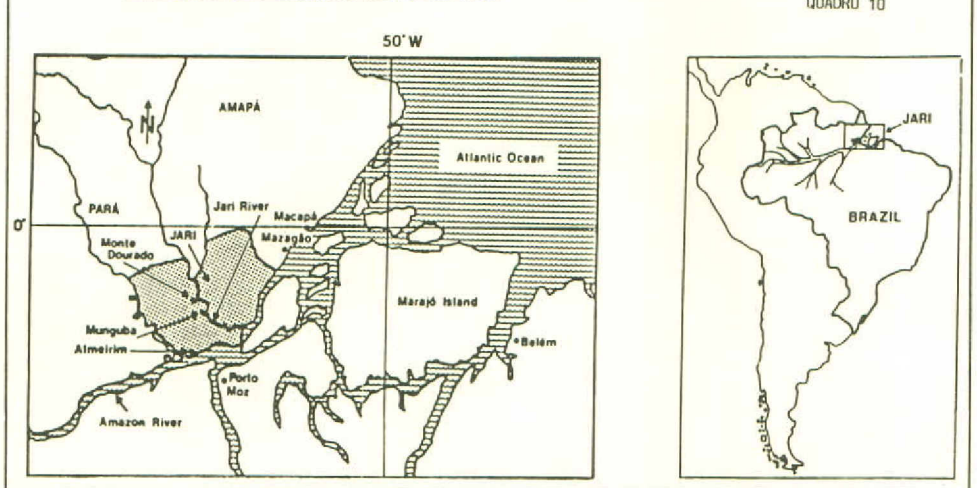 QUADRO 10
50° W
AMAPÁ
N
Atlantic Ocean
PARÁ
Jari River
Macapá
0°
JARI
Mazagão
Monte
Dourado
Marajó Island
Munguba
Almeirim
Belém
Porto
Moz
Amazon River
JARI
BRAZIL